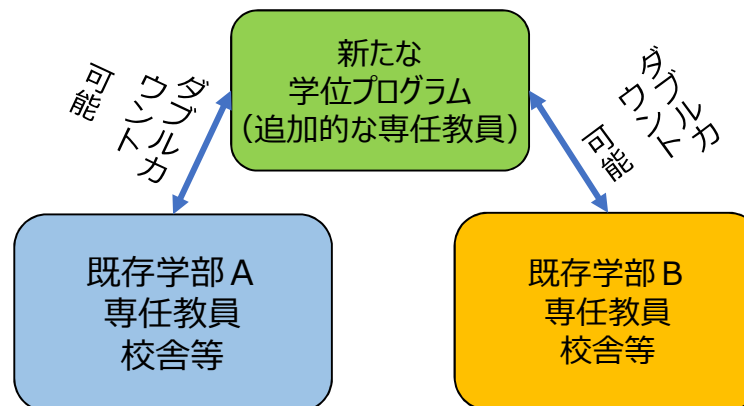 新たな
学位プログラム
（追加的な専任教員）
ダブルカ
ウント
可能
ダブルカ
ウント
可能
既存学部Ａ
専任教員
校舎等
既存学部Ｂ
専任教員
校舎等